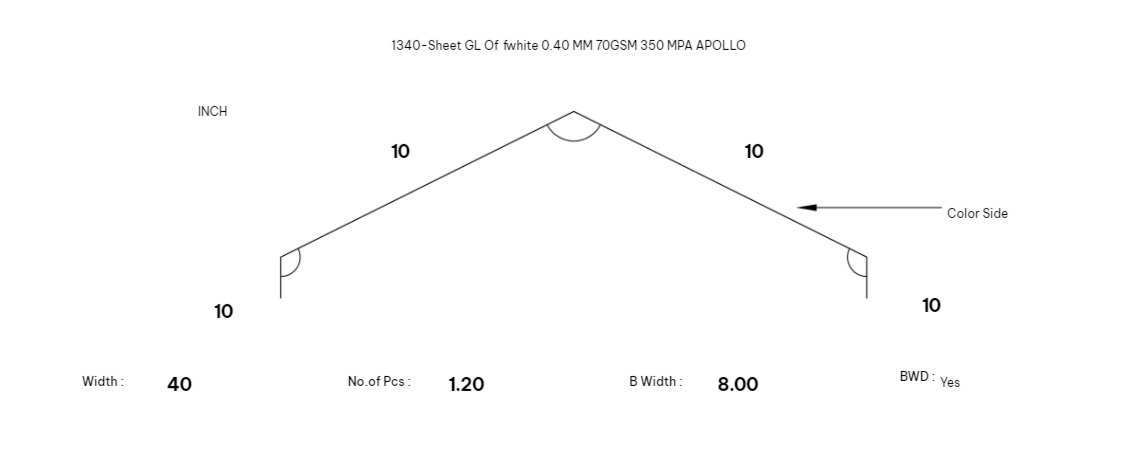 1340-Sheet GL Of fwhite 0.40 MM 70GSM 350 MPA APOLLO
INCH
10
10
Color Side
10
10
Width : 40
No.of Pcs : 1.20
B Width : 8.00
BWD : Yes